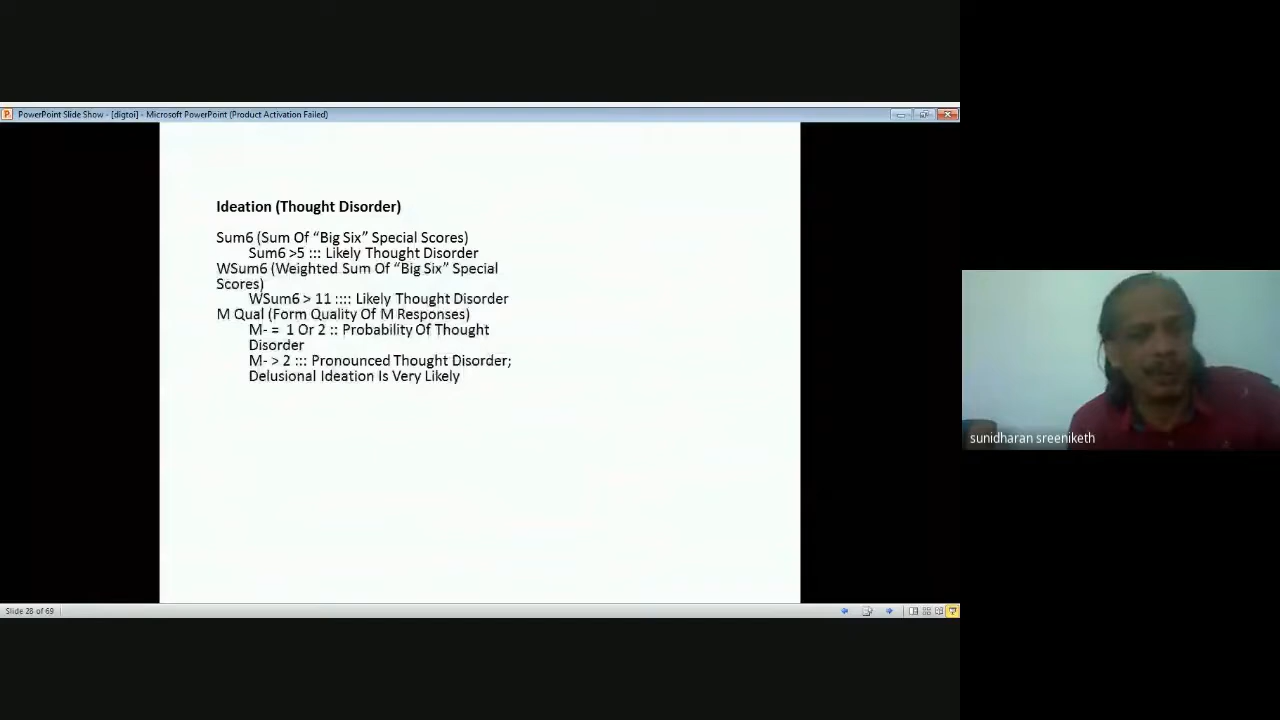 PowerPoint Slide Show - [digtoi] - Microsoft PowerPoint (Product Activation Failed)
Ideation (Thought Disorder)
Sum6 (Sum Of “Big Six” Special Scores)
Sum6 >5 ::: Likely Thought Disorder
WSum6 (Weighted Sum Of “Big Six” Special
Scores)
WSum6 > 11 :::: Likely Thought Disorder
M Qual (Form Quality Of M Responses)
M- = 1 Or 2 :: Probability Of Thought
Disorder
M- > 2 ::: Pronounced Thought Disorder;
Delusional Ideation Is Very Likely
sunidharan sreeniketh
Slide 28 of 69